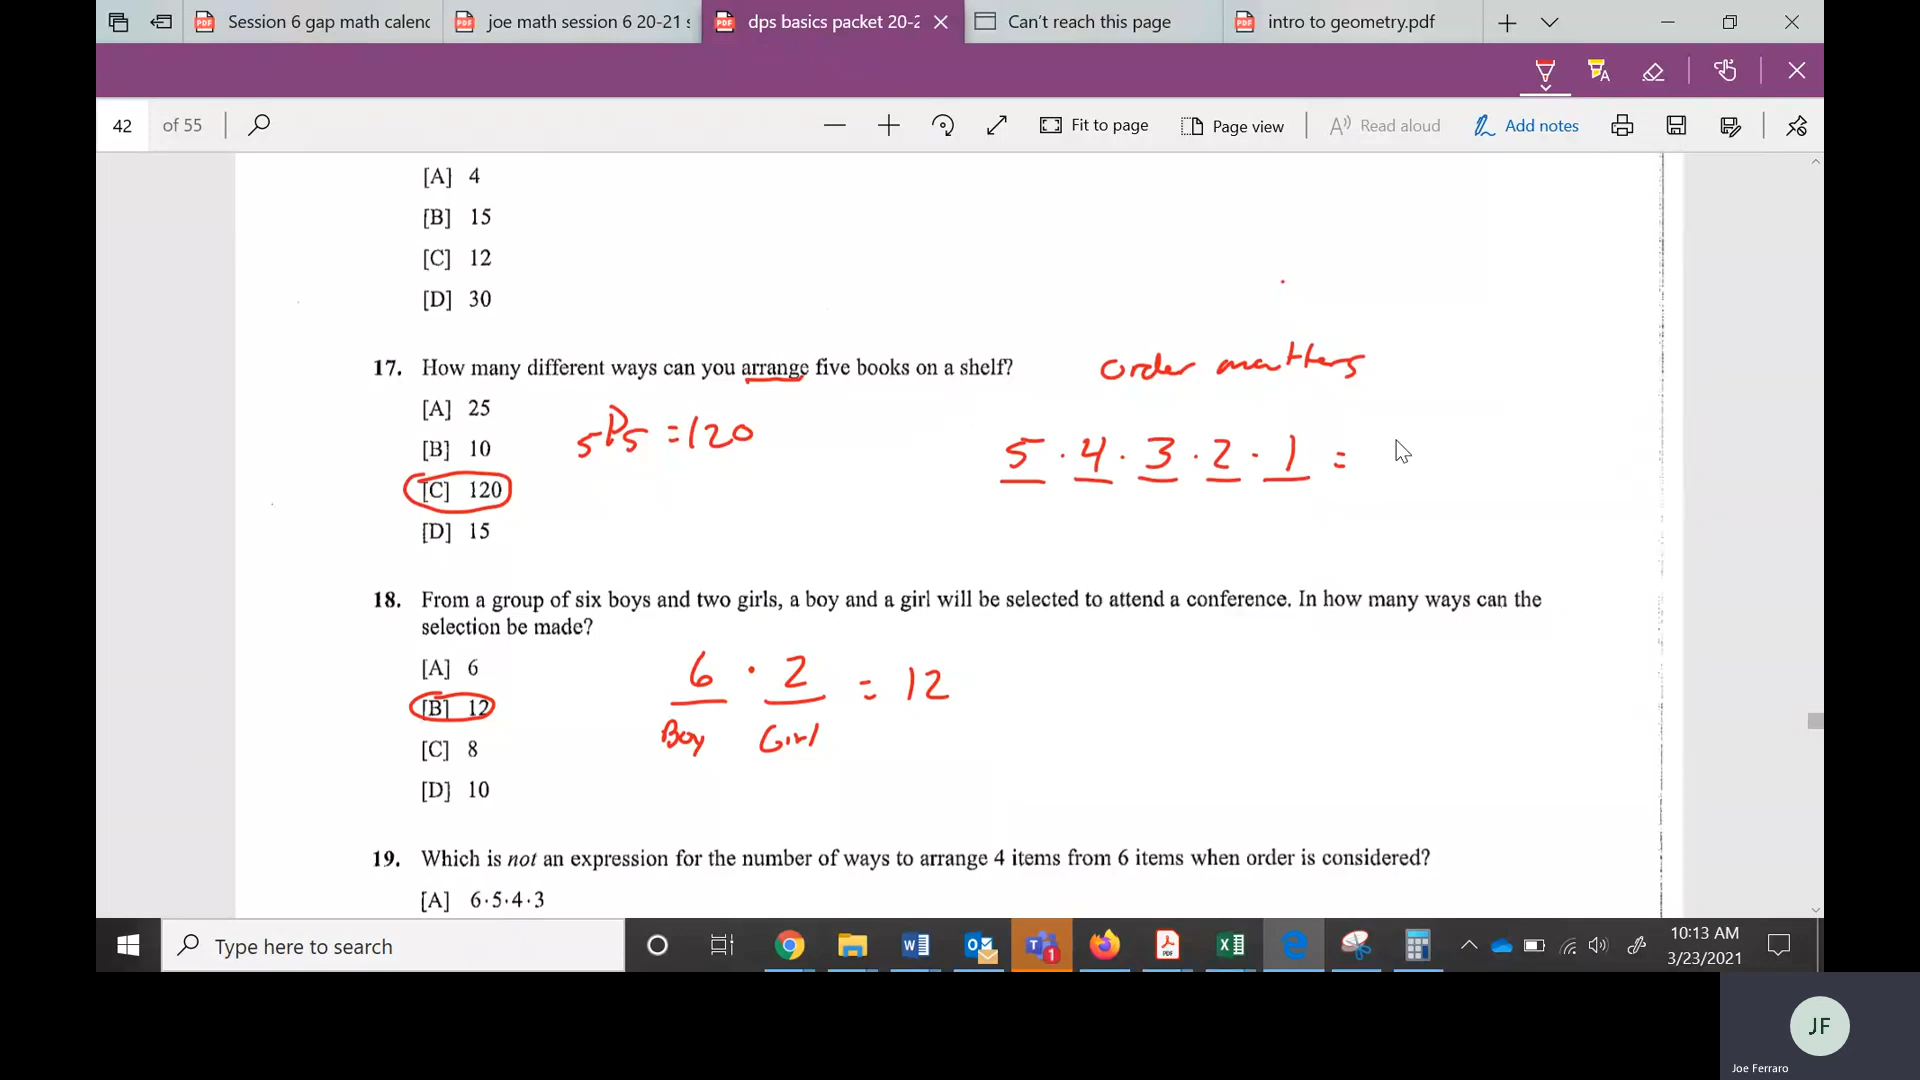 Session 6 gap math calenc
joe math session 6 20-21 s
dps basics packet 20-2
Can't reach this page
intro to geometry.pdf
42 of 55
Fit to page
Page view
Read aloud
Add notes
[A] 4
[B] 15
[C] 12
[D] 30
17. How many different ways can you arrange five books on a shelf?
order matters
[A] 25
[B] 10
[C] 120
[D] 15
5P5 = 120
5 · 4 · 3 · 2 · 1 =
18. From a group of six boys and two girls, a boy and a girl will be selected to attend a conference. In how many ways can the
selection be made?
[A] 6
[B] 12
[C] 8
[D] 10
6 · 2 = 12
Boy Girl
19. Which is not an expression for the number of ways to arrange 4 items from 6 items when order is considered?
[A] 6·5·4·3
Type here to search
10:13 AM
3/23/2021
JF
Joe Ferraro